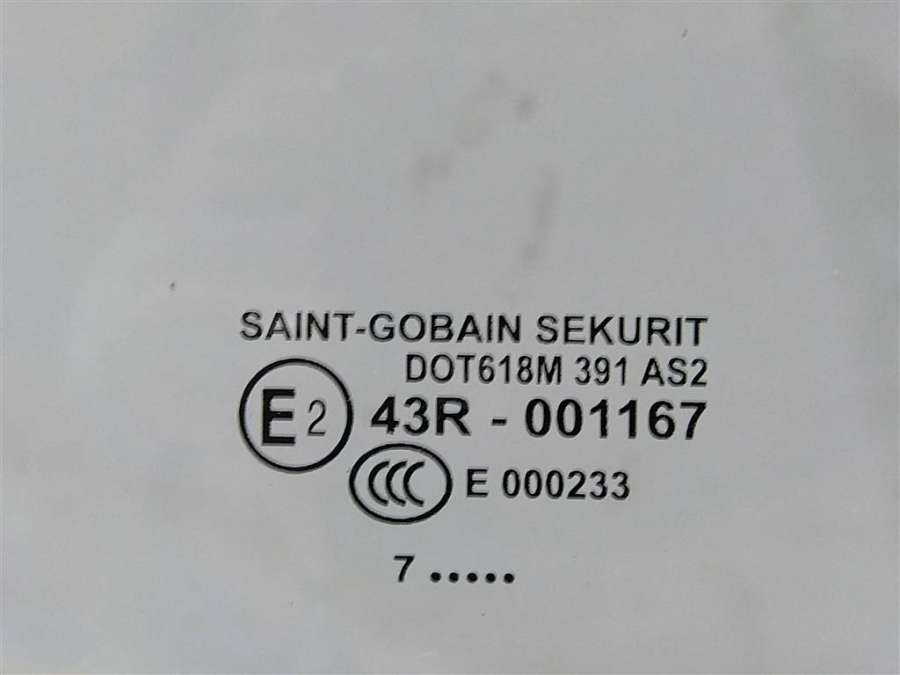 SAINT-GOBAIN SEKURIT
DOT618M 391 AS2
E2 43R - 001167
CCC E 000233
7 .....